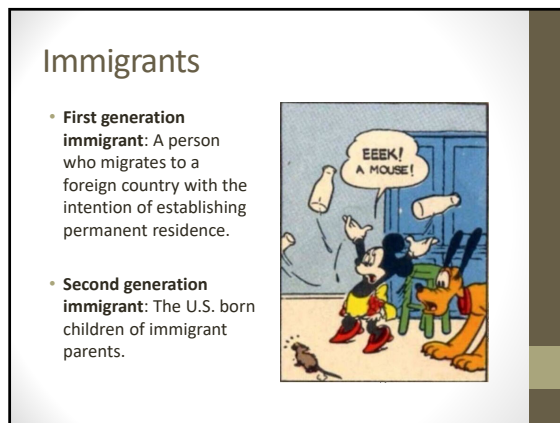 Immigrants
• First generation
immigrant: A person
who migrates to a
foreign country with the
intention of establishing
permanent residence.
• Second generation
immigrant: The U.S. born
children of immigrant
parents.
EEEK!
A MOUSE!